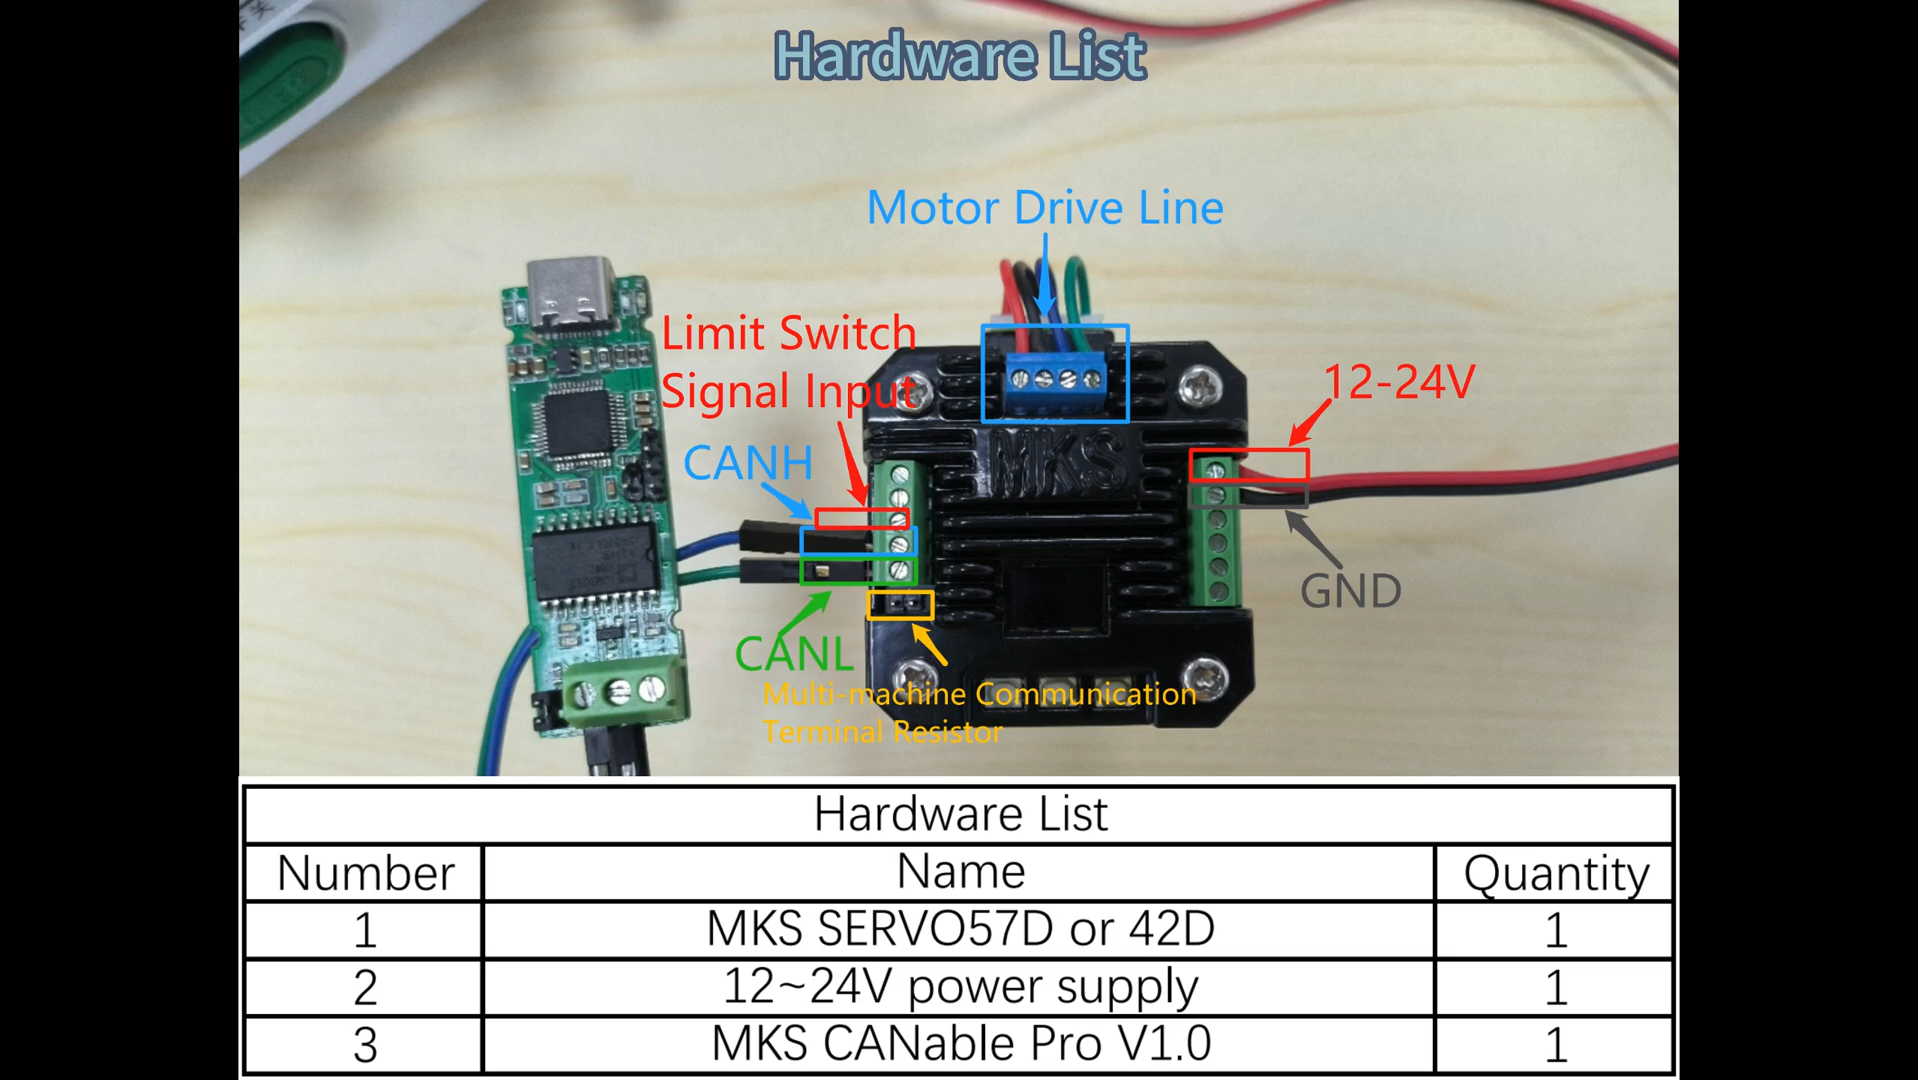 Hardware List
Motor Drive Line
Limit Switch
Signal Input
12-24V
CANH
MKS
GND
CANL
Multi-machine Communication
Terminal Resistor
Hardware List
Number Name Quantity
1 MKS SERVO57D or 42D 1
2 12~24V power supply 1
3 MKS CANable Pro V1.0 1